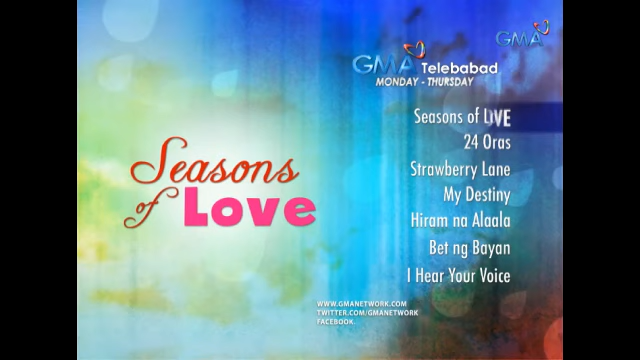 GMA
GMA Telebabad
MONDAY - THURSDAY
Seasons of Love
Seasons of
24 Oras
Strawberry Lane
My Destiny
Hiram na Alaala
Bet ng Bayan
I Hear Your Voice
WWW.GMANETWORK.COM
TWITTER.COM/GMANETWORK
FACEBOOK.